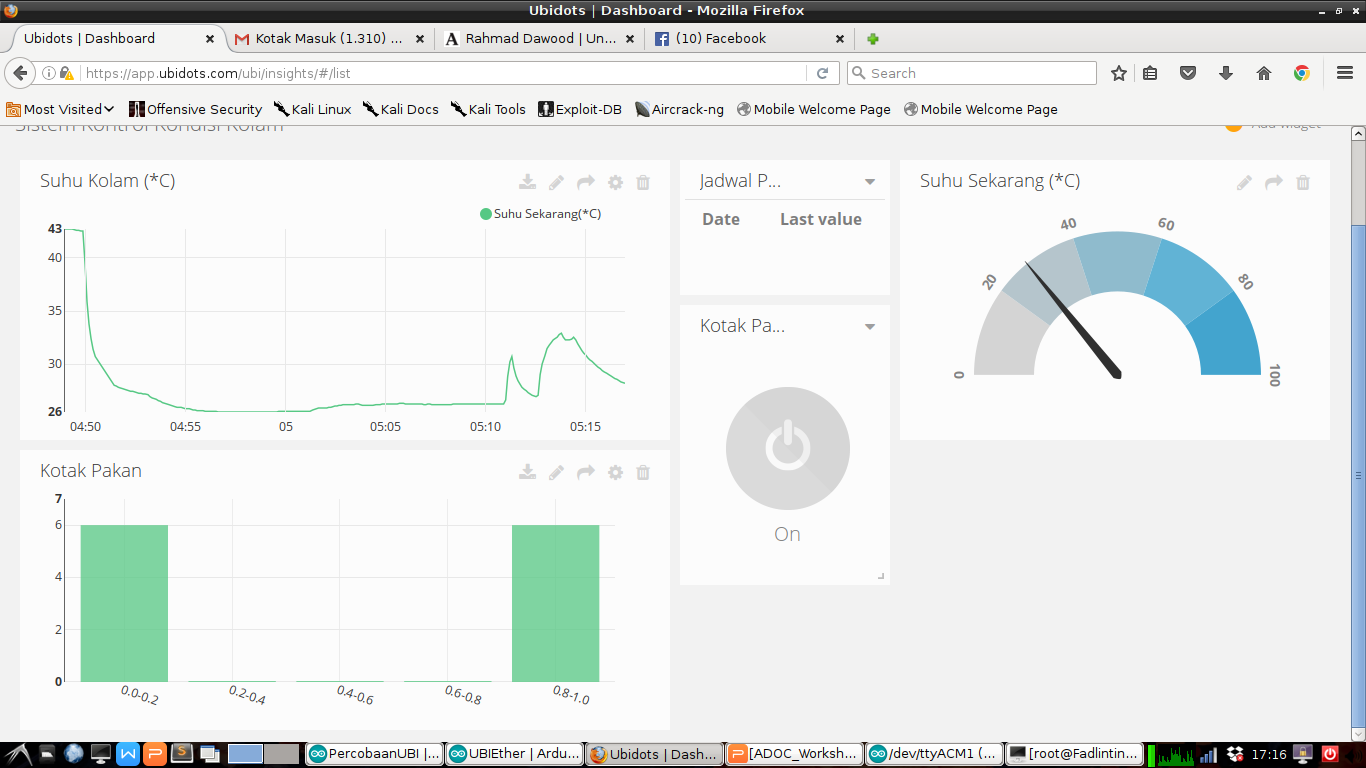 Ubidots | Dashboard - Mozilla Firefox
Ubidots | Dashboard
Kotak Masuk (1.310) ...
Rahmad Dawood | Un...
(10) Facebook
https://app.ubidots.com/ubi/insights/#/list
Search
Most Visited
Offensive Security
Kali Linux
Kali Docs
Kali Tools
Exploit-DB
Aircrack-ng
Mobile Welcome Page
Mobile Welcome Page
Sistem Kontrol Kondisi Kolam
Add widget
Suhu Kolam (*C)
Suhu Sekarang(*C)
43
40
35
30
26
04:50
04:55
05
05:05
05:10
05:15
Jadwal P...
Date
Last value
Kotak Pa...
On
Suhu Sekarang (*C)
0
20
40
60
80
100
Kotak Pakan
7
6
4
2
0
0.0-0.2
0.2-0.4
0.4-0.6
0.6-0.8
0.8-1.0
PercobaanUBI |...
UBIEther | Ardu...
Ubidots | Dash...
[ADOC_Worksh...
/dev/ttyACM1 (...
[root@Fadlintin...
17:16